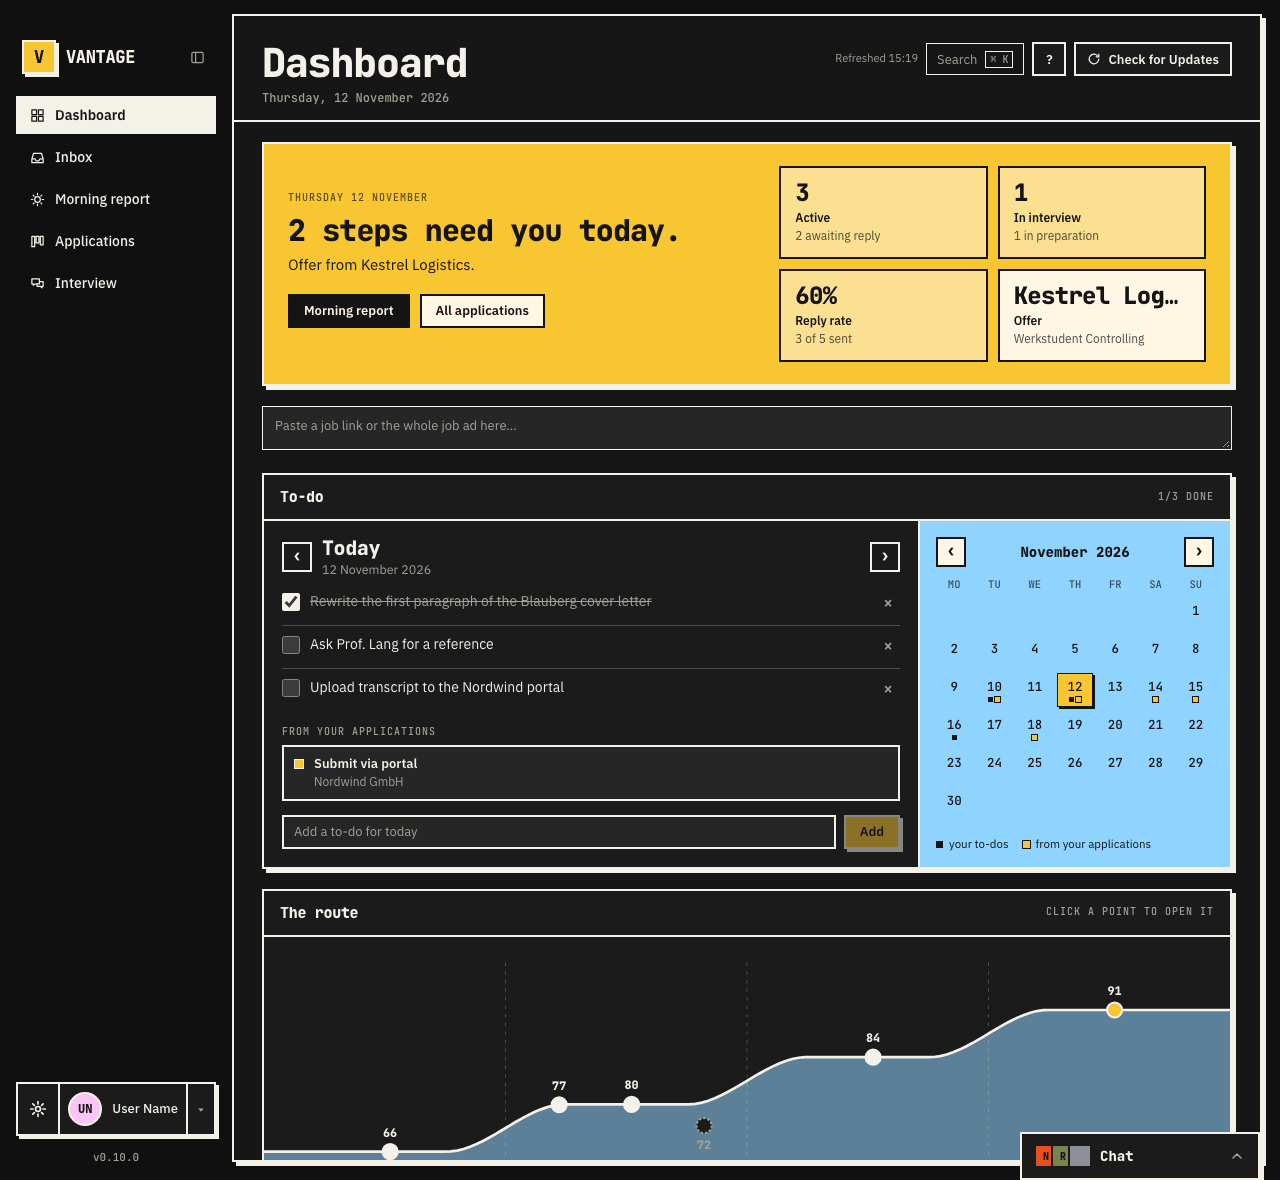 V VANTAGE
Dashboard
Inbox
Morning report
Applications
Interview
UN User Name
v0.10.0
Dashboard
Thursday, 12 November 2026
Refreshed 15:19
Search ⌘ K
?
Check for Updates
THURSDAY 12 NOVEMBER
2 steps need you today.
Offer from Kestrel Logistics.
Morning report
All applications
3
Active
2 awaiting reply
1
In interview
1 in preparation
60%
Reply rate
3 of 5 sent
Kestrel Log…
Offer
Werkstudent Controlling
Paste a job link or the whole job ad here…
To-do
1/3 DONE
‹
Today
12 November 2026
›
Rewrite the first paragraph of the Blauberg cover letter ×
Ask Prof. Lang for a reference ×
Upload transcript to the Nordwind portal ×
FROM YOUR APPLICATIONS
Submit via portal
Nordwind GmbH
Add a to-do for today
Add
‹ November 2026 ›
MO TU WE TH FR SA SU
1
2 3 4 5 6 7 8
9 10 11 12 13 14 15
16 17 18 19 20 21 22
23 24 25 26 27 28 29
30
your to-dos from your applications
The route
CLICK A POINT TO OPEN IT
66
77
80
72
84
91
N R Chat